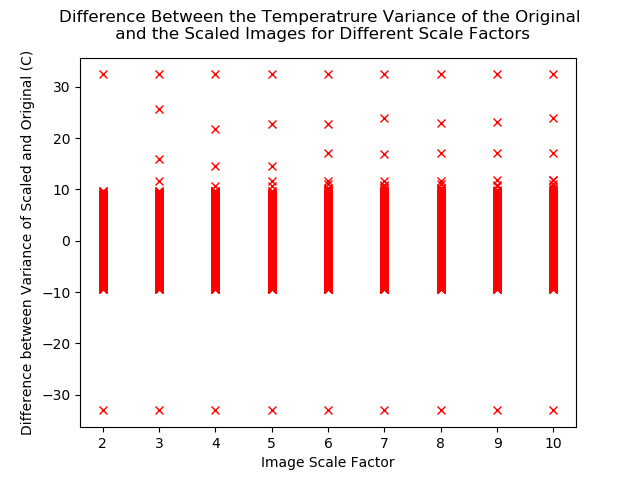 Difference Between the Temperatrure Variance of the Original
and the Scaled Images for Different Scale Factors
Difference between Variance of Scaled and Original (C)
30
20
10
0
−10
−20
−30
2 3 4 5 6 7 8 9 10
Image Scale Factor